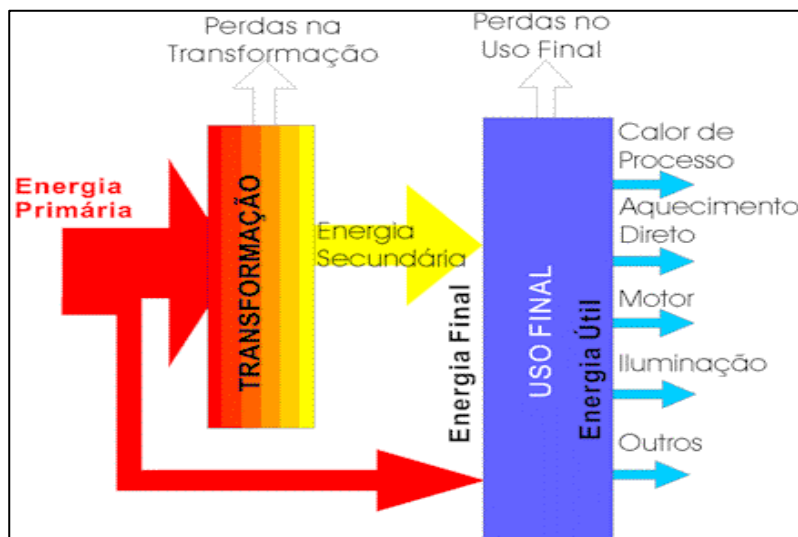 Perdas na
Transformação
Perdas no
Uso Final
Energia
Primária
TRANSFORMAÇÃO
Energia
Secundária
Energia Final
USO FINAL
Energia Útil
Calor de
Processo
Aquecimento
Direto
Motor
Iluminação
Outros